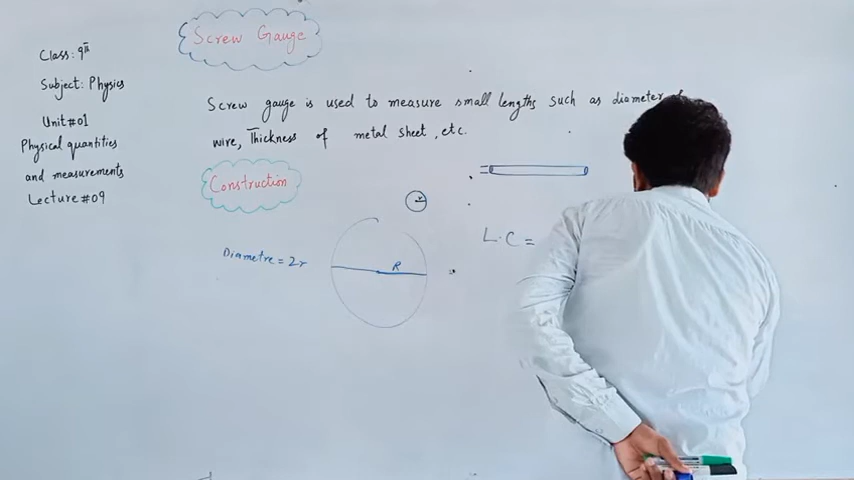 Screw Gauge
Class: 9th
Subject: Physics
Unit#01
Physical quantities
and measurements
Lecture#09
Screw gauge is used to measure small lengths such as diameter of
wire, Thickness of metal sheet, etc.
Construction
r
Diametre = 2r
R
L.C =